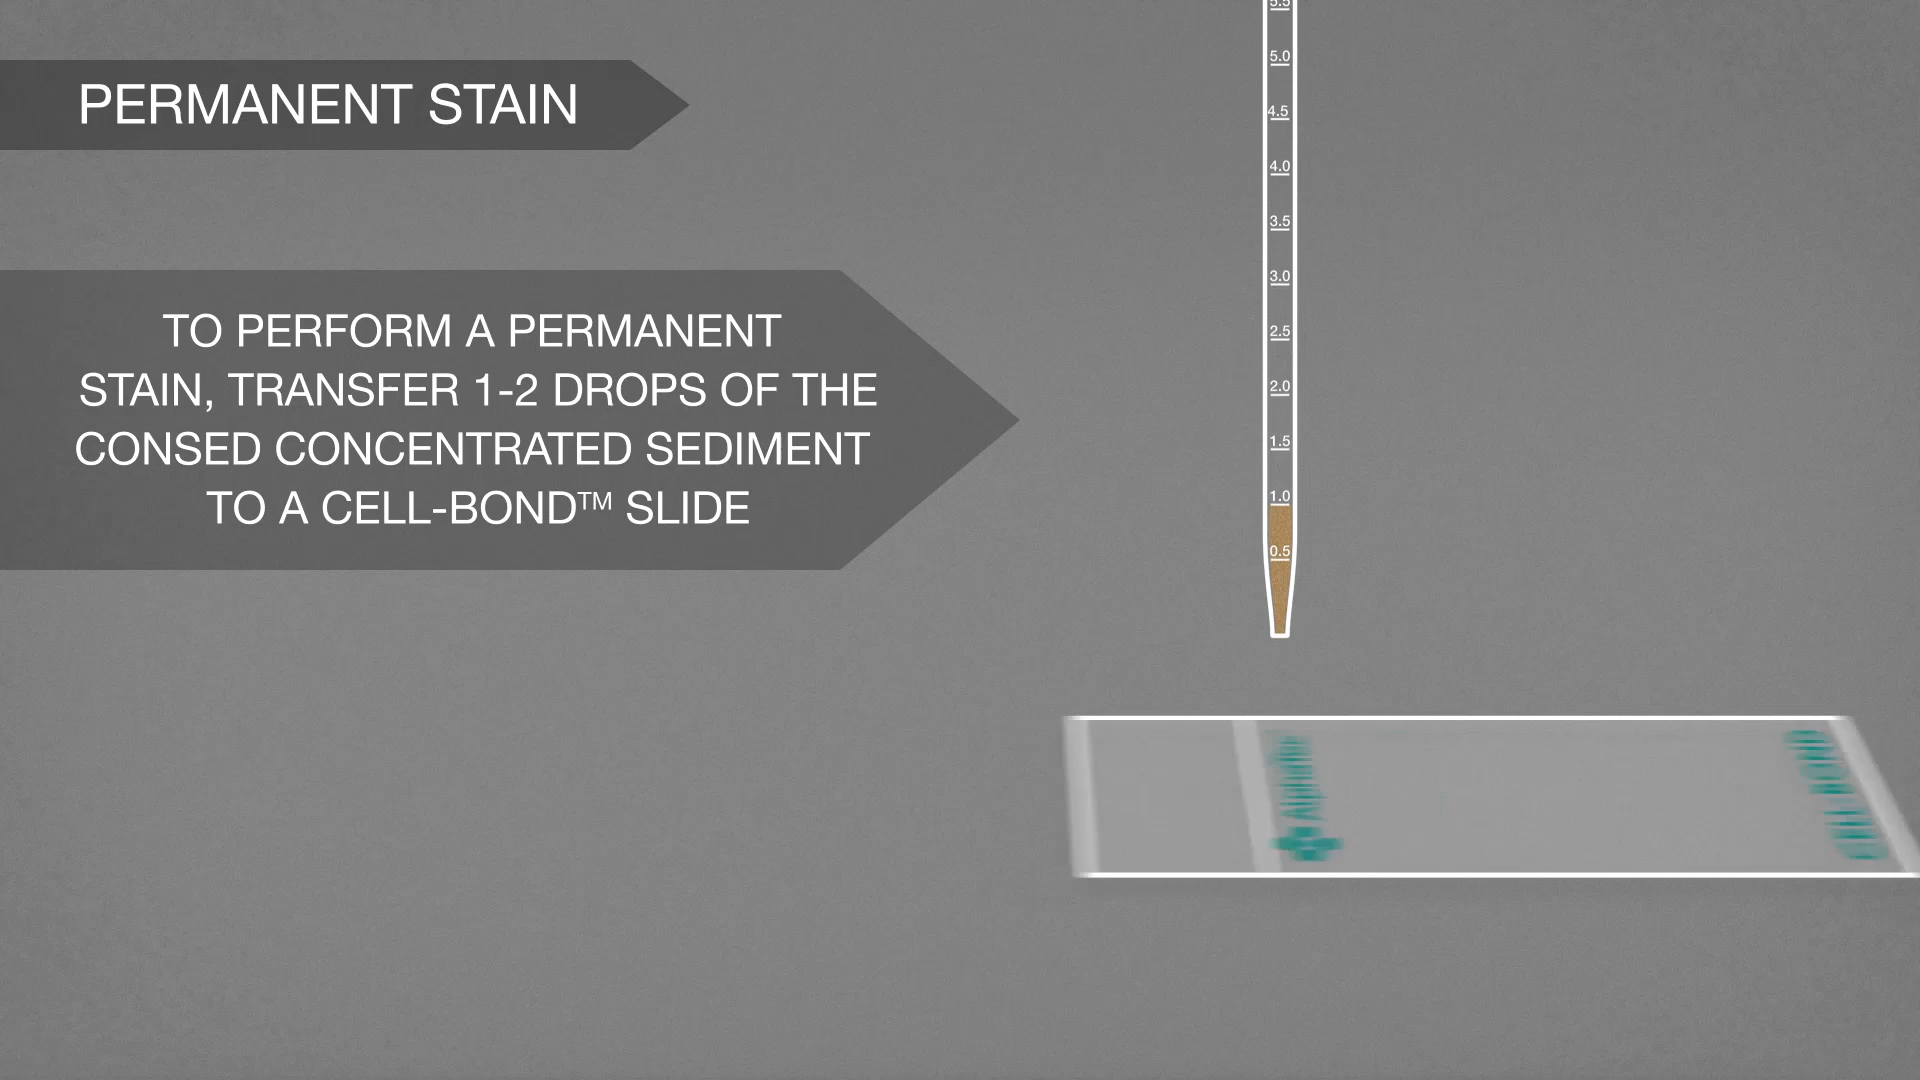 PERMANENT STAIN
TO PERFORM A PERMANENT
STAIN, TRANSFER 1-2 DROPS OF THE
CONSED CONCENTRATED SEDIMENT
TO A CELL-BOND™ SLIDE
5.5
5.0
4.5
4.0
3.5
3.0
2.5
2.0
1.5
1.0
0.5